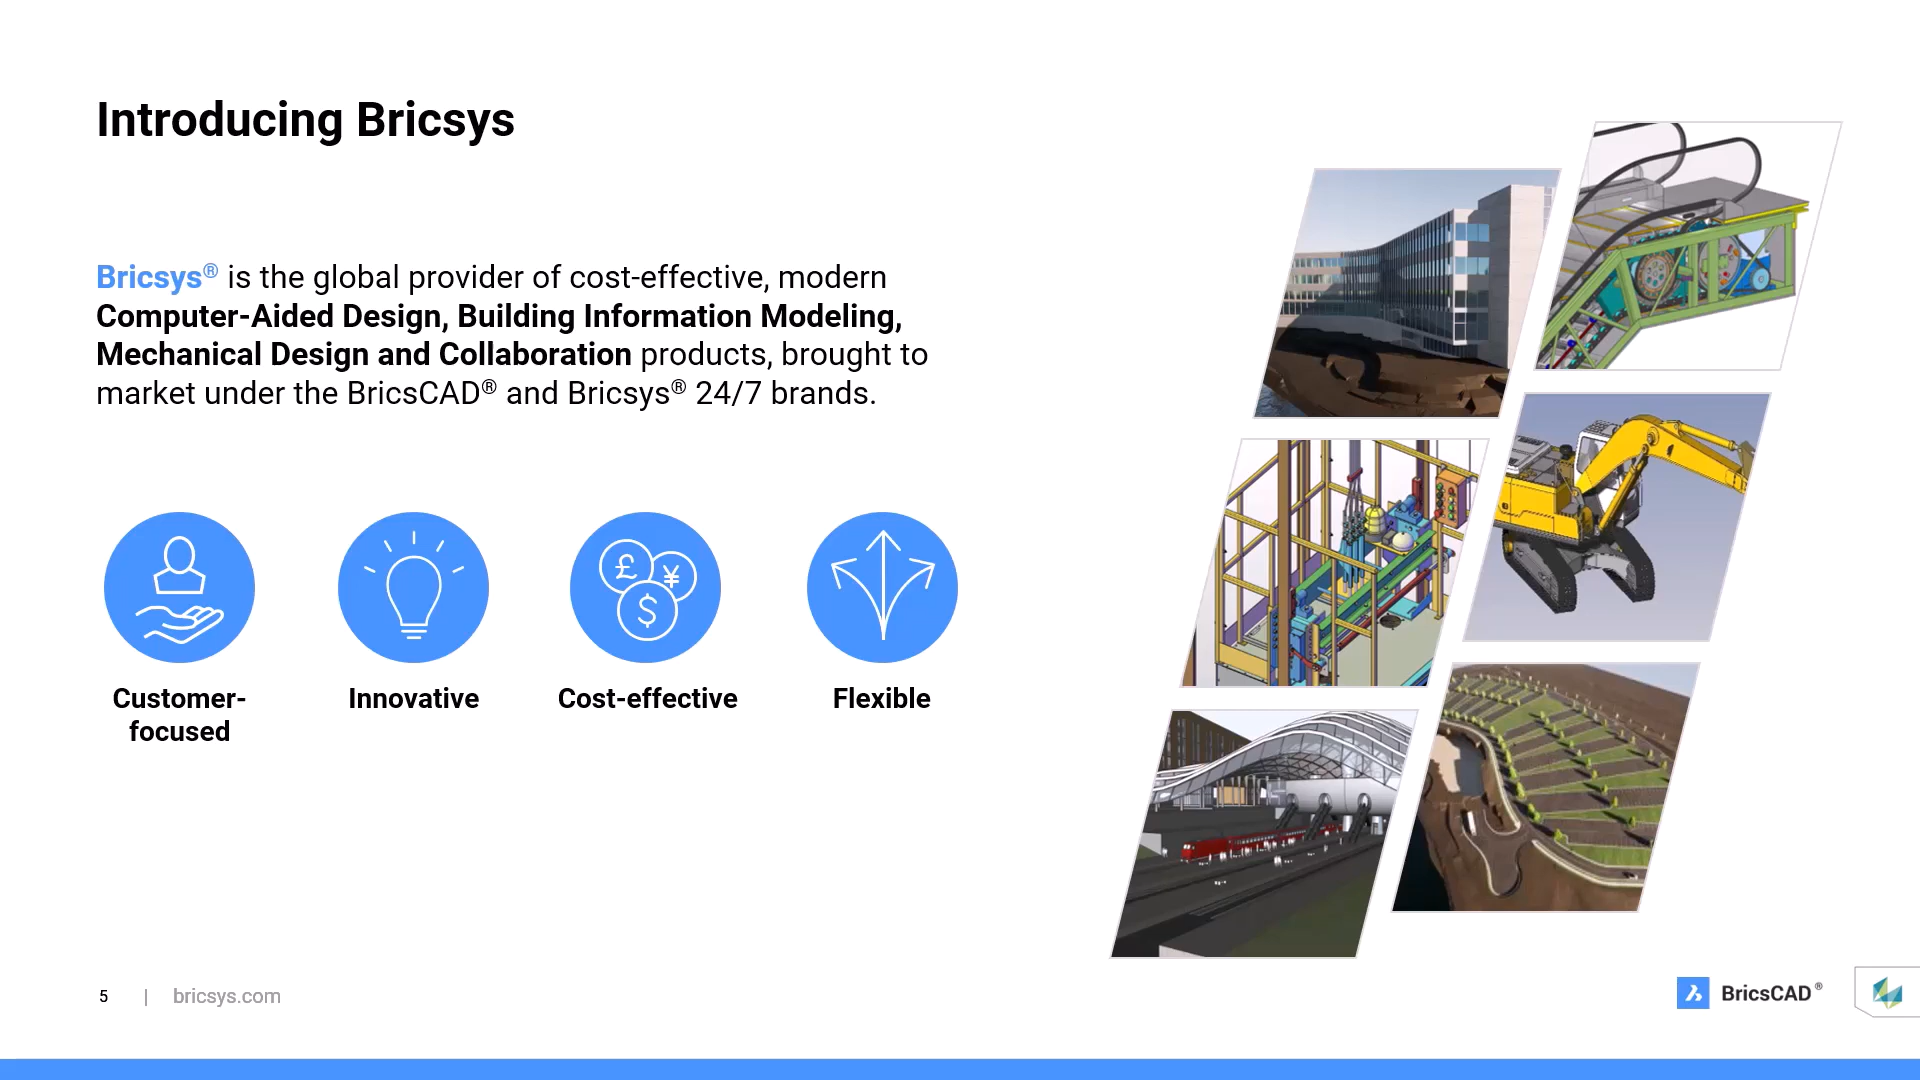 Introducing Bricsys
Bricsys® is the global provider of cost-effective, modern
Computer-Aided Design, Building Information Modeling,
Mechanical Design and Collaboration products, brought to
market under the BricsCAD® and Bricsys® 24/7 brands.
£ ¥ $
Customer-
focused
Innovative
Cost-effective
Flexible
5 | bricsys.com
BricsCAD®